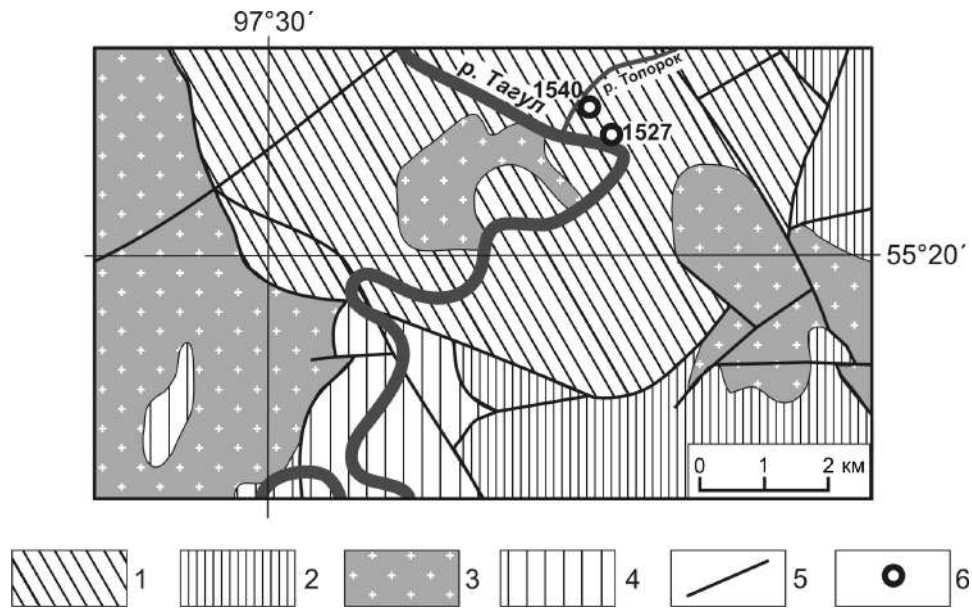 97°30´
р. Тагул
1540
р. Топорок
1527
55°20´
0 1 2 км
1 2 3 4 5 6